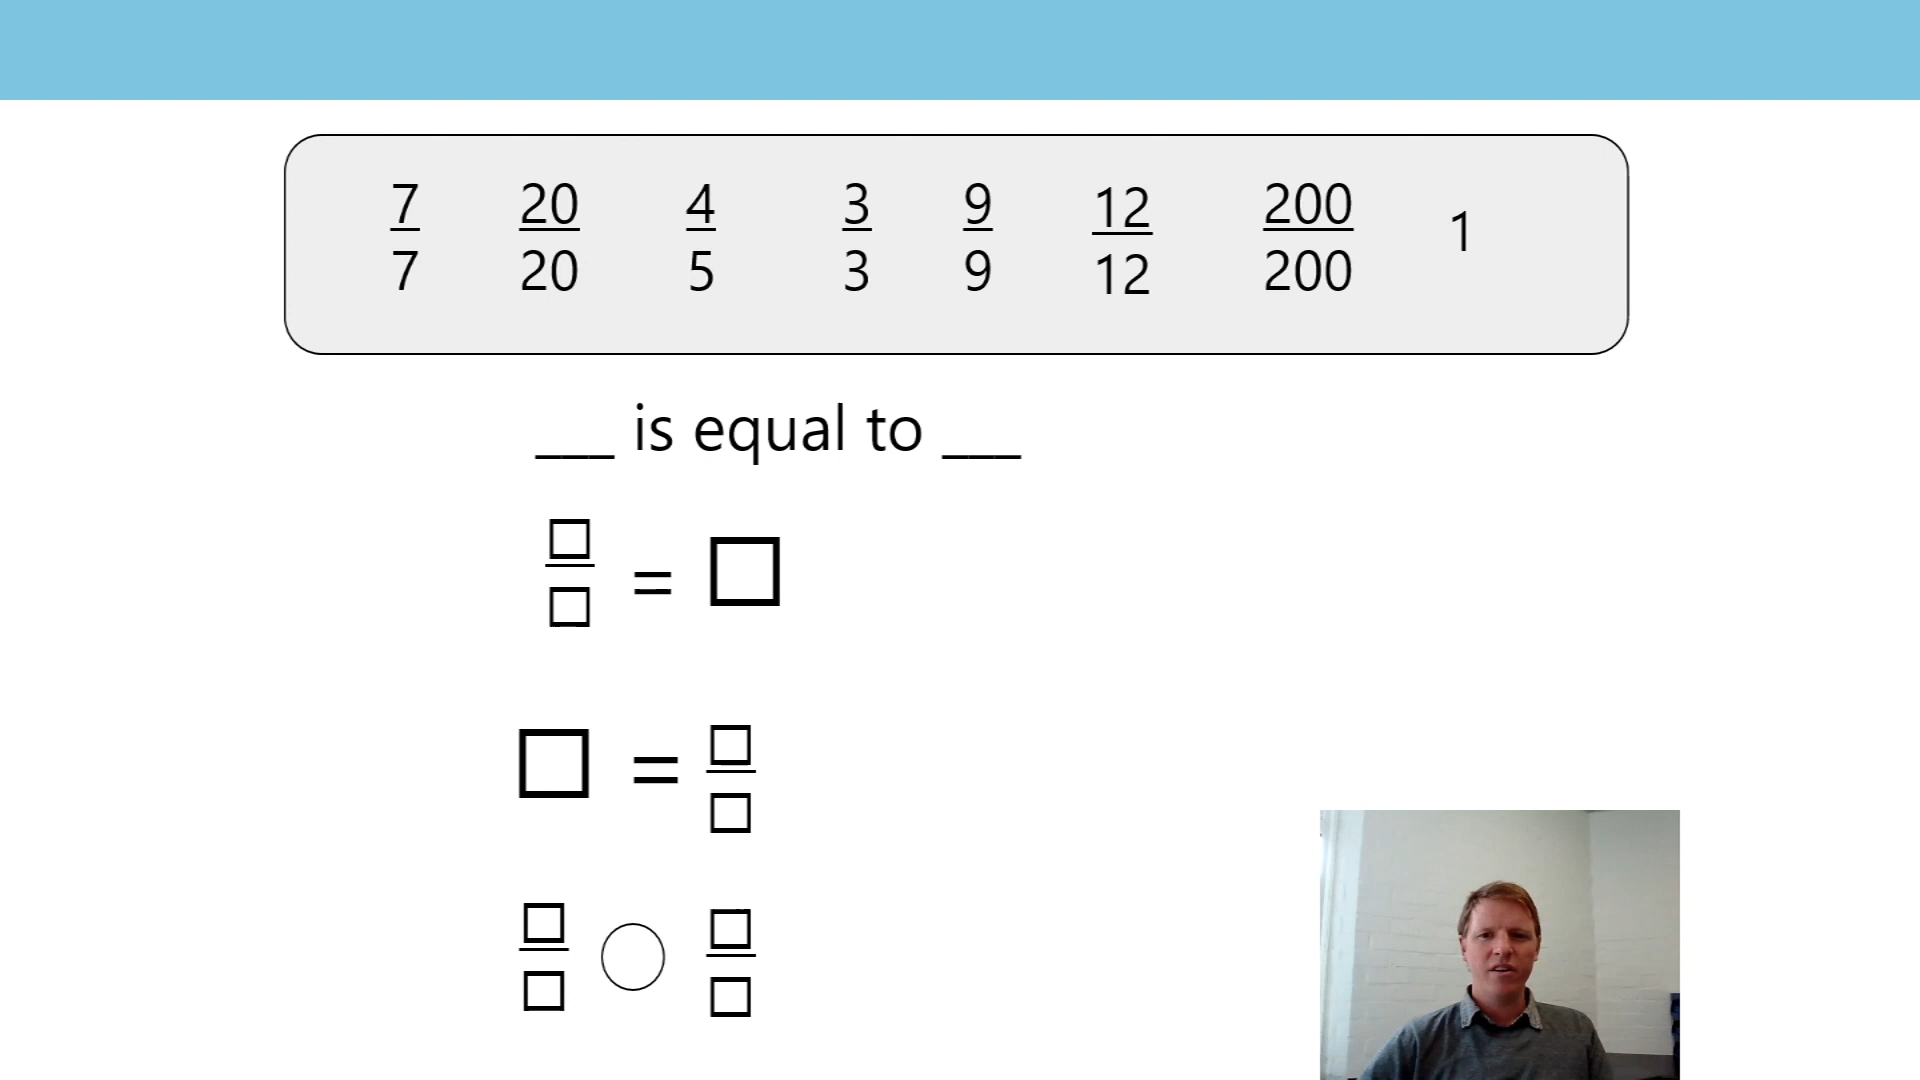 7 20 4 3 9 12 200 1
7 20 5 3 9 12 200
___ is equal to ___
=
=